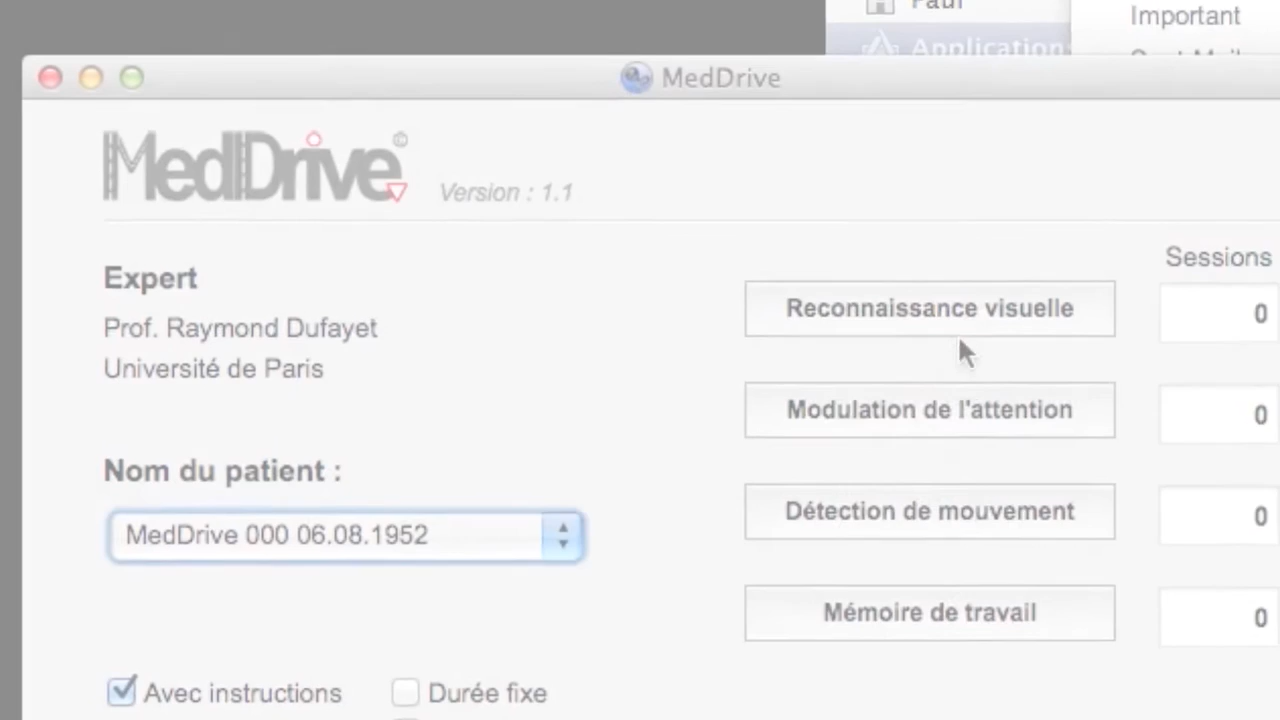 Paul
Important
Applications
MedDrive
MedDrive©
Version : 1.1
Expert
Prof. Raymond Dufayet
Université de Paris
Nom du patient :
MedDrive 000 06.08.1952
Avec instructions
Durée fixe
Sessions
Reconnaissance visuelle
0
Modulation de l'attention
0
Détection de mouvement
0
Mémoire de travail
0